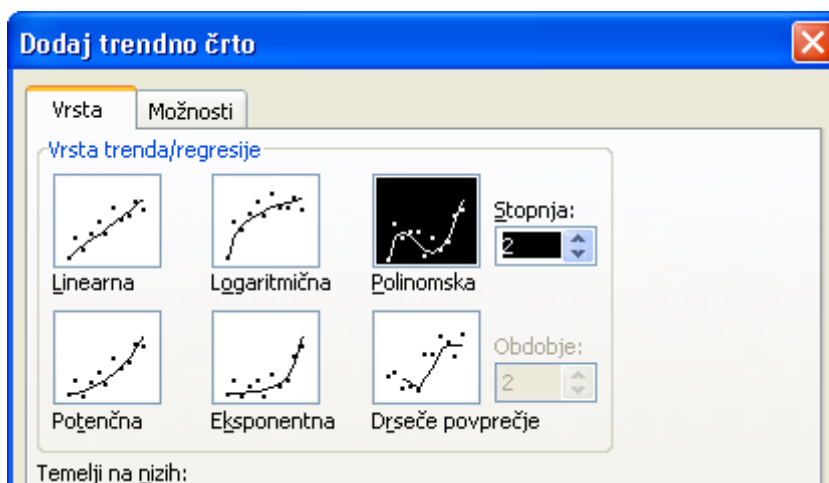 Dodaj trendno črto
Vrsta Možnosti
Vrsta trenda/regresije
Stopnja:
2
Linearna Logaritmična Polinomska
Obdobje:
2
Potenčna Eksponentna Drseče povprečje
Temelji na nizih: